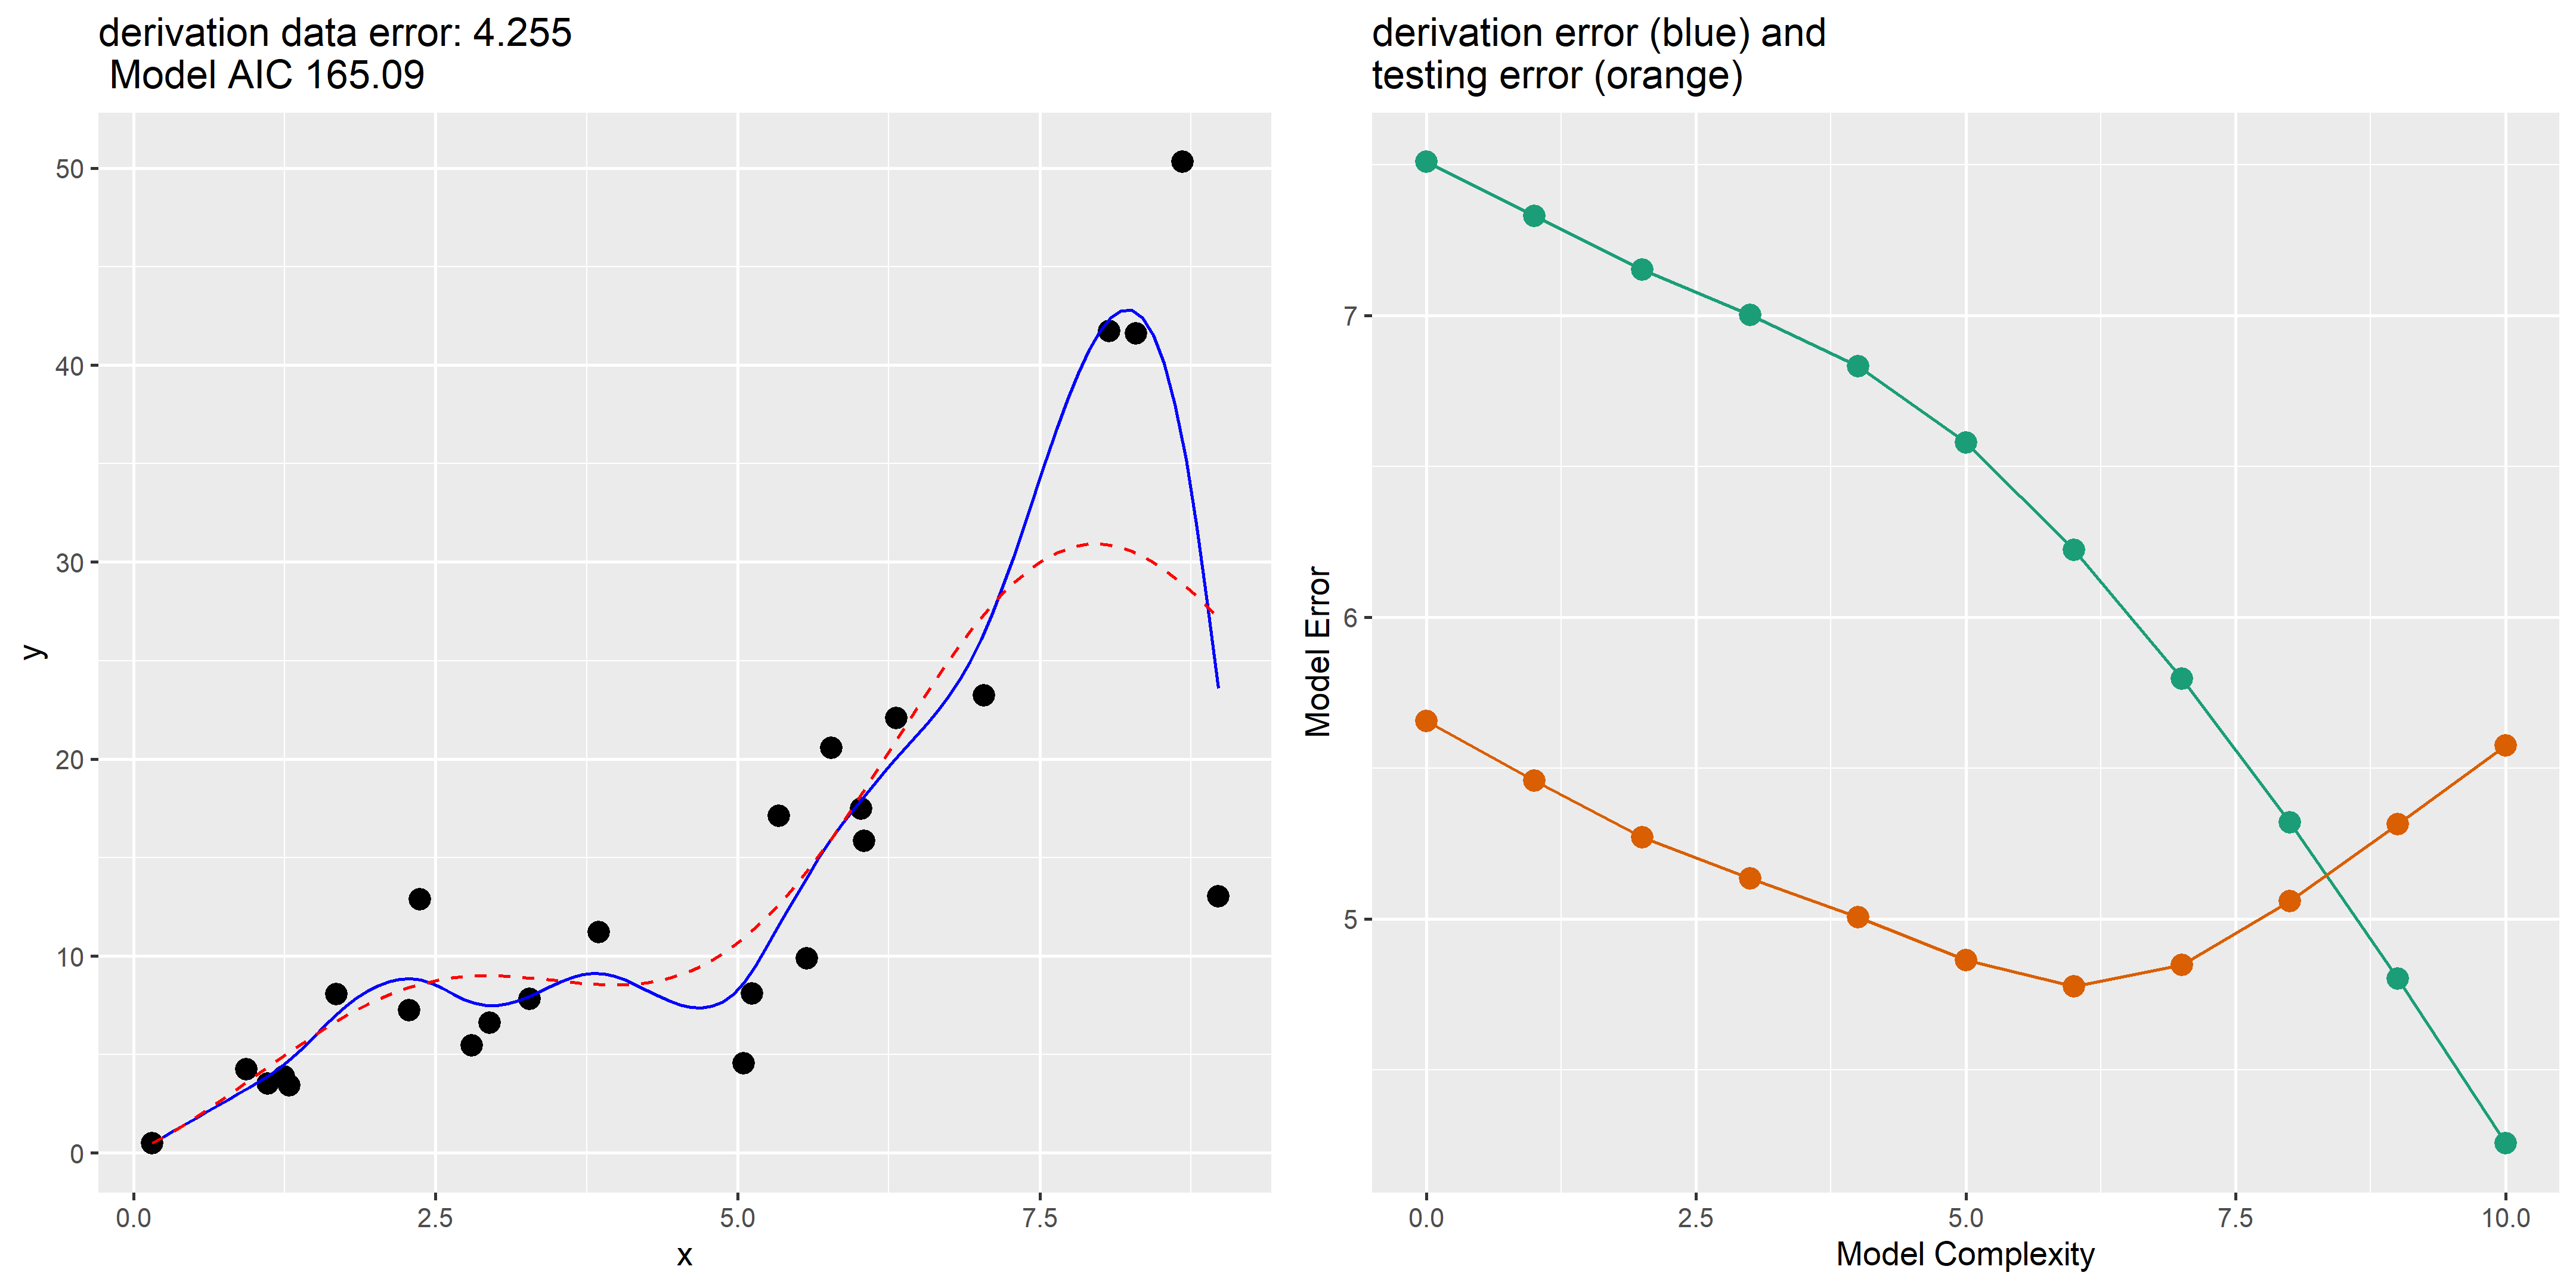 derivation data error: 4.255
Model AIC 165.09
50
40
30
20
10
0
y
0.0
2.5
5.0
7.5
x
derivation error (blue) and
testing error (orange)
7
6
5
Model Error
0.0
2.5
5.0
7.5
10.0
Model Complexity